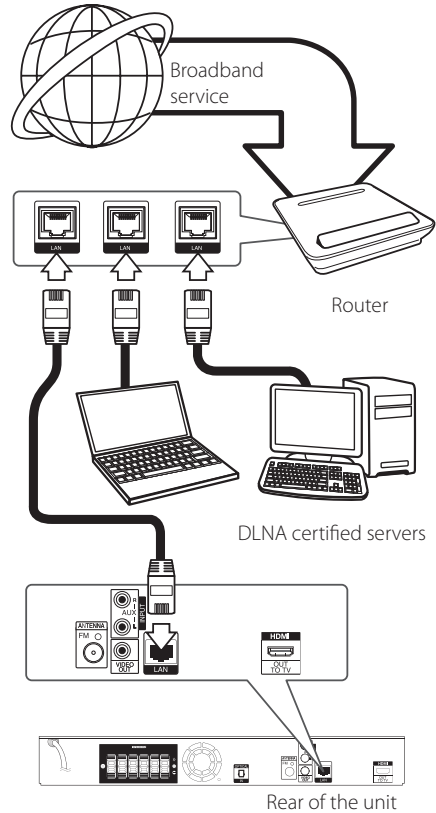 Broadband
service
LAN
LAN
LAN
Router
DLNA certified servers
ANTENNA
FM
R
AUX
L
INPUT
VIDEO
OUT
LAN
HDMI
OUT
TO TV
Rear of the unit